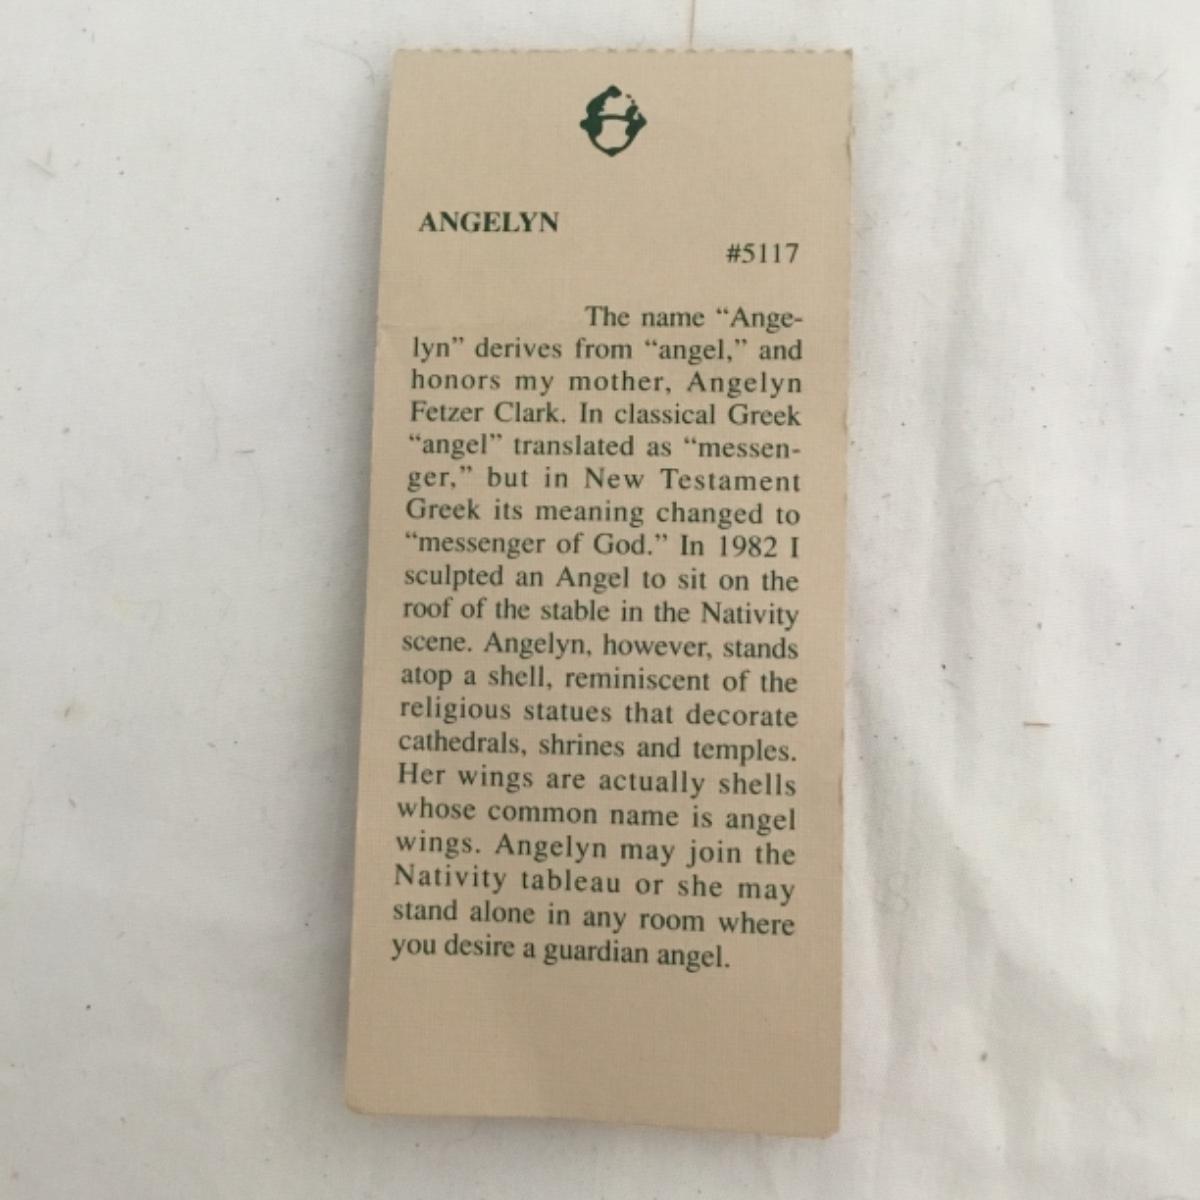 ANGELYN
#5117
The name “Ange-
lyn” derives from “angel,” and
honors my mother, Angelyn
Fetzer Clark. In classical Greek
“angel” translated as “messen-
ger,” but in New Testament
Greek its meaning changed to
“messenger of God.” In 1982 I
sculpted an Angel to sit on the
roof of the stable in the Nativity
scene. Angelyn, however, stands
atop a shell, reminiscent of the
religious statues that decorate
cathedrals, shrines and temples.
Her wings are actually shells
whose common name is angel
wings. Angelyn may join the
Nativity tableau or she may
stand alone in any room where
you desire a guardian angel.